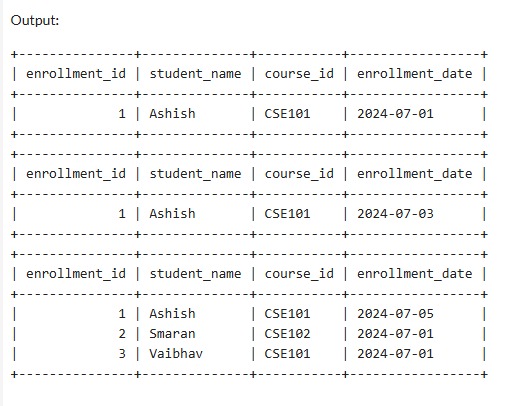 Output:
+---------------+--------------+-----------+-----------------+
| enrollment_id | student_name | course_id | enrollment_date |
+---------------+--------------+-----------+-----------------+
|             1 | Ashish       | CSE101    | 2024-07-01      |
+---------------+--------------+-----------+-----------------+
+---------------+--------------+-----------+-----------------+
| enrollment_id | student_name | course_id | enrollment_date |
+---------------+--------------+-----------+-----------------+
|             1 | Ashish       | CSE101    | 2024-07-03      |
+---------------+--------------+-----------+-----------------+
+---------------+--------------+-----------+-----------------+
| enrollment_id | student_name | course_id | enrollment_date |
+---------------+--------------+-----------+-----------------+
|             1 | Ashish       | CSE101    | 2024-07-05      |
|             2 | Smaran       | CSE102    | 2024-07-01      |
|             3 | Vaibhav      | CSE101    | 2024-07-01      |
+---------------+--------------+-----------+-----------------+